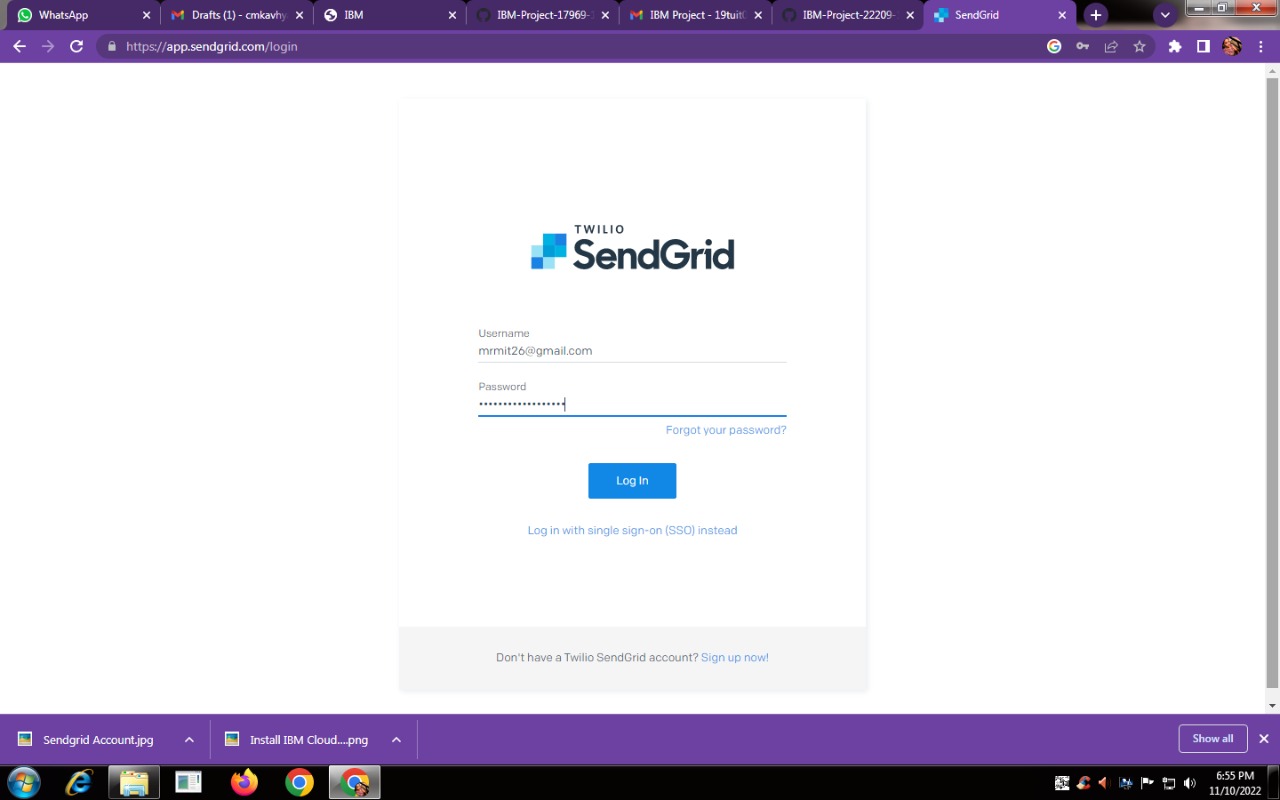 WhatsApp
Drafts (1) - cmkavhy
IBM
IBM-Project-17969-
IBM Project - 19tuit
IBM-Project-22209-
SendGrid
https://app.sendgrid.com/login
TWILIO
SendGrid
Username
mrmit26@gmail.com
Password
••••••••••••••••••
Forgot your password?
Log In
Log in with single sign-on (SSO) instead
Don't have a Twilio SendGrid account? Sign up now!
Sendgrid Account.jpg
Install IBM Cloud....png
Show all
6:55 PM
11/10/2022